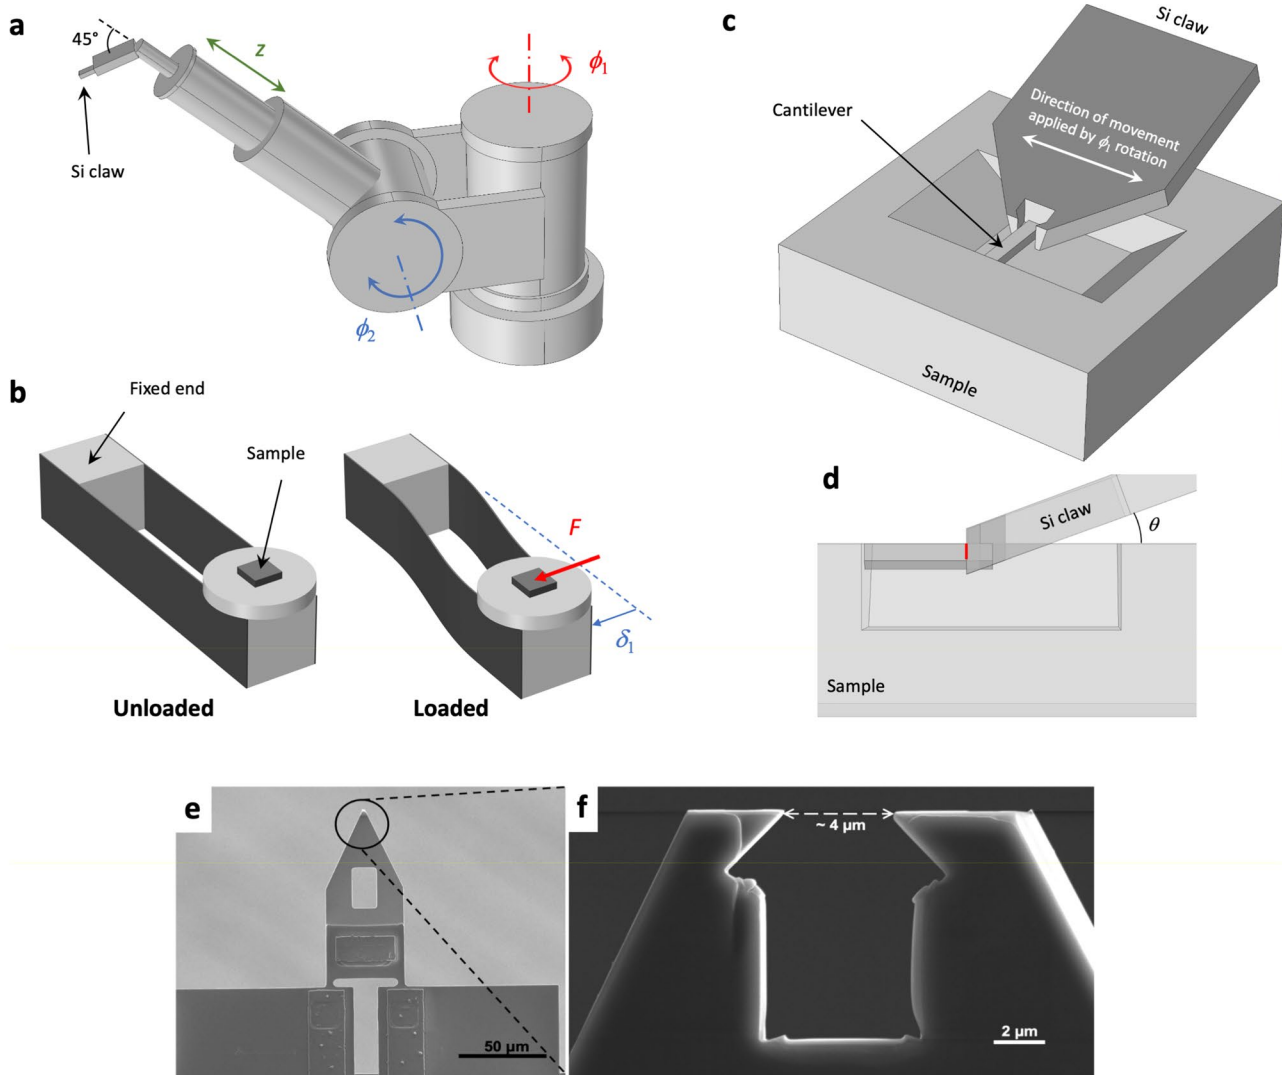 a
45°
z
ϕ1
Si claw
ϕ2
b
Fixed end
Sample
F
δ1
Unloaded
Loaded
c
Si claw
Cantilever
Direction of movement
applied by ϕ1 rotation
Sample
d
Si claw
θ
Sample
e
50 µm
f
~ 4 µm
2 µm